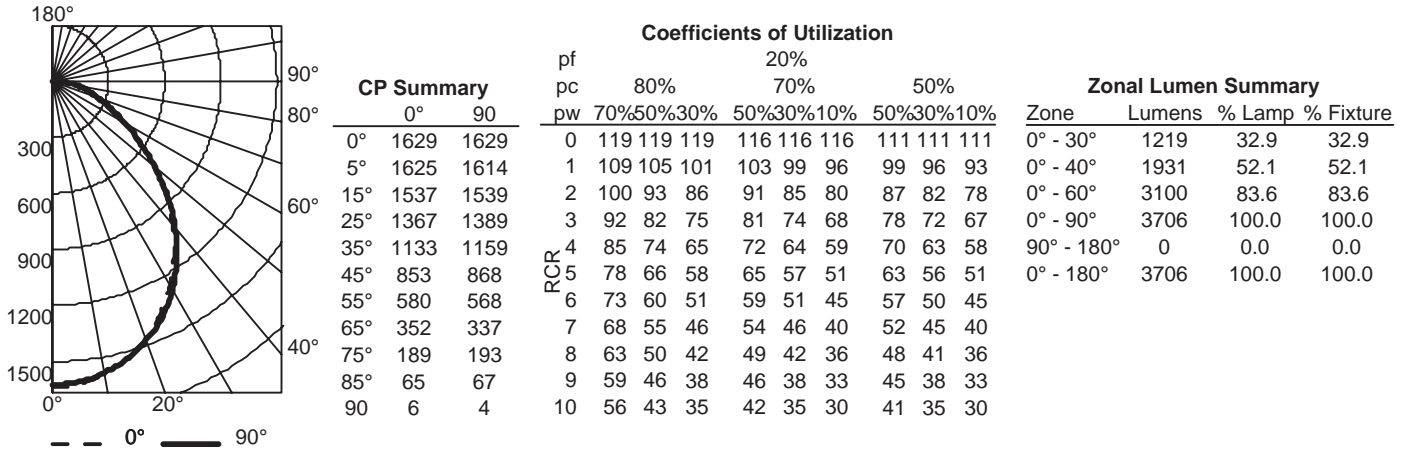 180°
90°
80°
300
600
60°
900
1200
40°
1500
0° 20°
0° 90°
CP Summary
0° 90
0° 1629 1629
5° 1625 1614
15° 1537 1539
25° 1367 1389
35° 1133 1159
45° 853 868
55° 580 568
65° 352 337
75° 189 193
85° 65 67
90 6 4
Coefficients of Utilization
pf 20%
pc 80% 70% 50%
pw 70%50%30% 50%30%10% 50%30%10%
RCR
0 119 119 119 116 116 116 111 111 111
1 109 105 101 103 99 96 99 96 93
2 100 93 86 91 85 80 87 82 78
3 92 82 75 81 74 68 78 72 67
4 85 74 65 72 64 59 70 63 58
5 78 66 58 65 57 51 63 56 51
6 73 60 51 59 51 45 57 50 45
7 68 55 46 54 46 40 52 45 40
8 63 50 42 49 42 36 48 41 36
9 59 46 38 46 38 33 45 38 33
10 56 43 35 42 35 30 41 35 30
Zonal Lumen Summary
Zone Lumens % Lamp % Fixture
0° - 30° 1219 32.9 32.9
0° - 40° 1931 52.1 52.1
0° - 60° 3100 83.6 83.6
0° - 90° 3706 100.0 100.0
90° - 180° 0 0.0 0.0
0° - 180° 3706 100.0 100.0